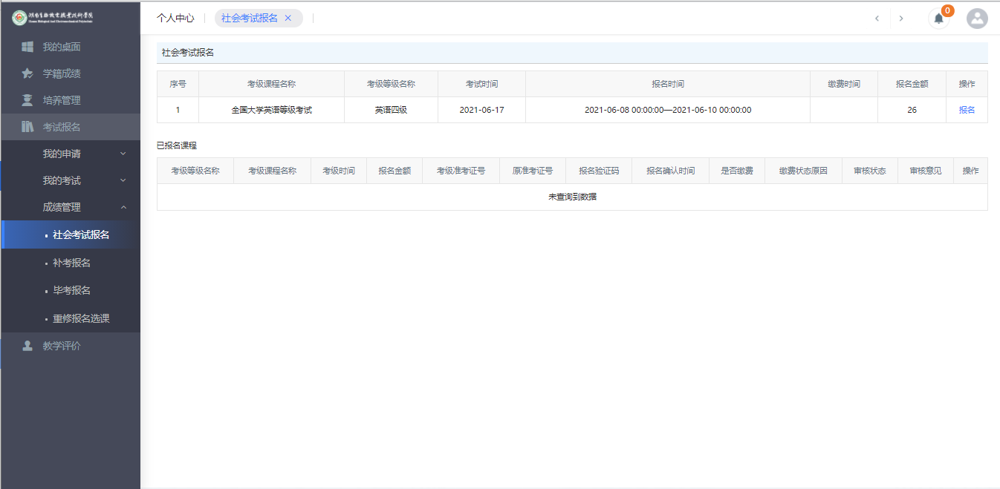 湖南生物机电职业技术学院
Hunan Biological And Electromechanical Polytechnic
个人中心
社会考试报名
0
我的桌面
学籍成绩
培养管理
考试报名
我的申请
我的考试
成绩管理
社会考试报名
补考报名
毕考报名
重修报名选课
教学评价
社会考试报名
序号 考级课程名称 考级等级名称 考试时间 报名时间 缴费时间 报名金额 操作
1 全国大学英语等级考试 英语四级 2021-06-17 2021-06-08 00:00:00—2021-06-10 00:00:00 26 报名
已报名课程
考级等级名称 考级课程名称 考级时间 报名金额 考级准考证号 原准考证号 报名验证码 报名确认时间 是否缴费 缴费状态原因 审核状态 审核意见 操作
未查询到数据